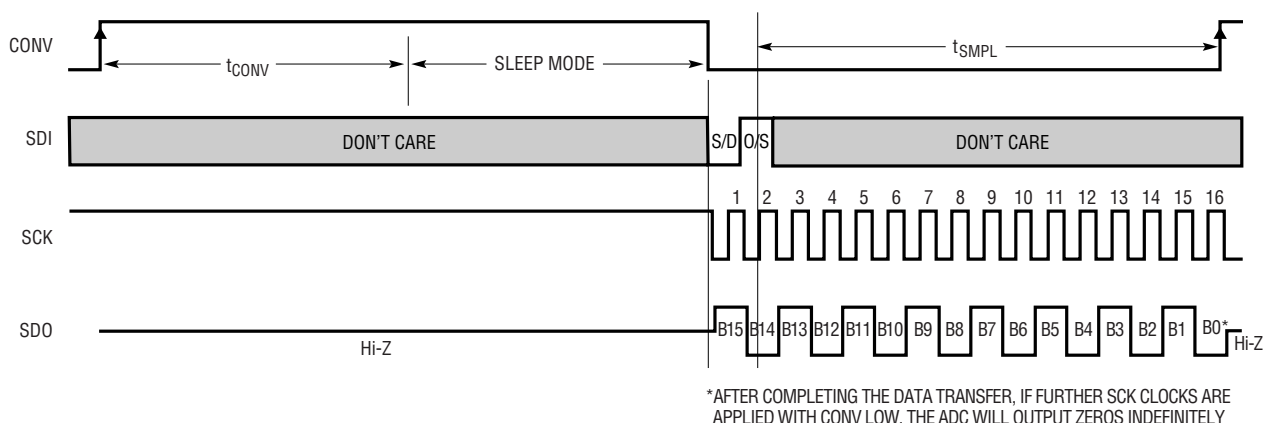 CONV
tCONV
SLEEP MODE
tSMPL
SDI
DON'T CARE
S/D
O/S
DON'T CARE
1 2 3 4 5 6 7 8 9 10 11 12 13 14 15 16
SCK
SDO
Hi-Z
B15 B14 B13 B12 B11 B10 B9 B8 B7 B6 B5 B4 B3 B2 B1 B0*
Hi-Z
*AFTER COMPLETING THE DATA TRANSFER, IF FURTHER SCK CLOCKS ARE
APPLIED WITH CONV LOW, THE ADC WILL OUTPUT ZEROS INDEFINITELY